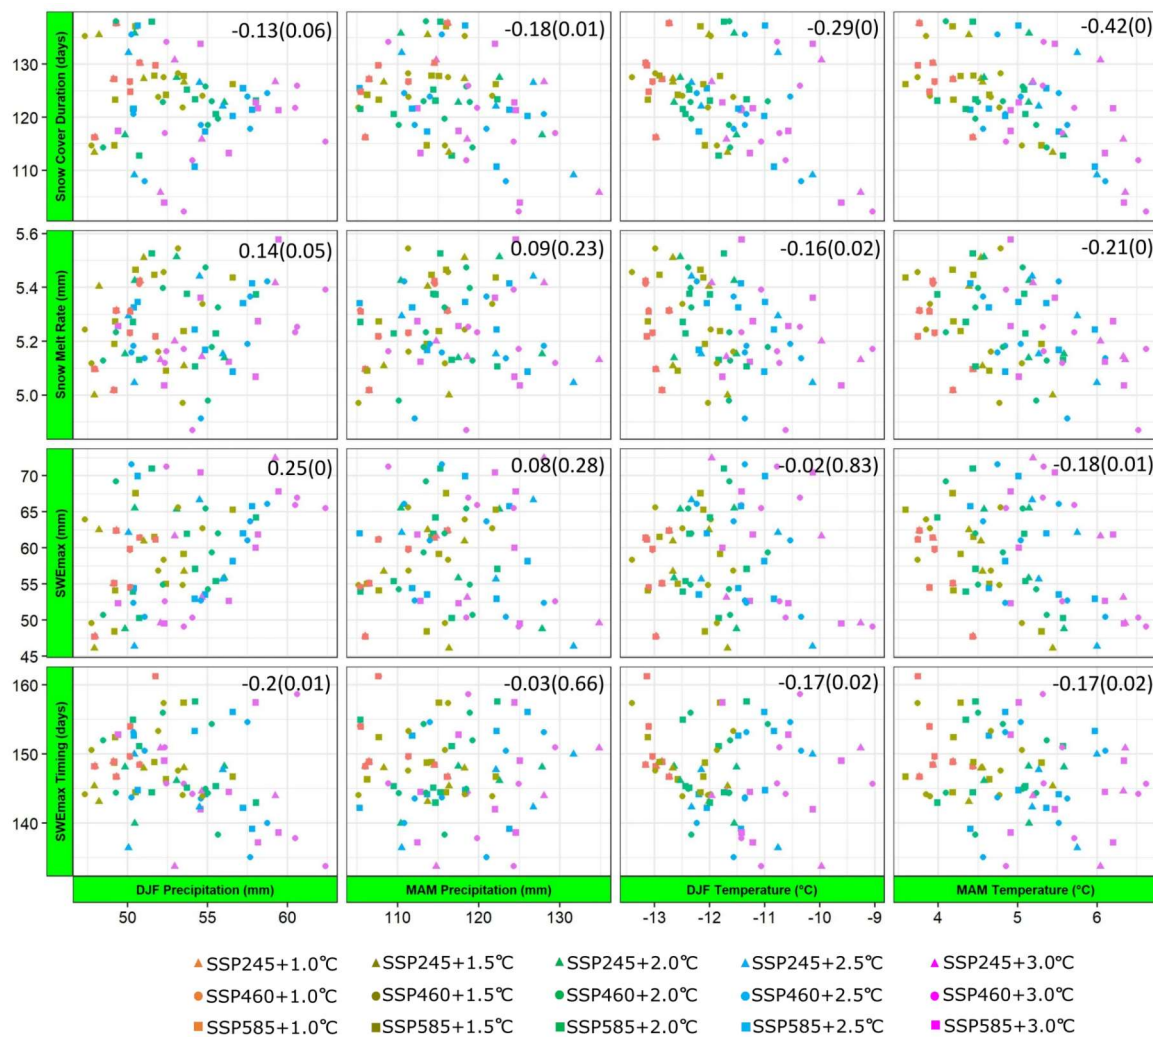 -0.13(0.06)
-0.18(0.01)
-0.29(0)
-0.42(0)
Snow Cover Duration (days)
130
120
110
0.14(0.05)
0.09(0.23)
-0.16(0.02)
-0.21(0)
Snow Melt Rate (mm)
5.6
5.4
5.2
5.0
0.25(0)
0.08(0.28)
-0.02(0.83)
-0.18(0.01)
SWEmax (mm)
70
65
60
55
50
45
-0.2(0.01)
-0.03(0.66)
-0.17(0.02)
-0.17(0.02)
SWEmax Timing (days)
160
150
140
DJF Precipitation (mm)
MAM Precipitation (mm)
DJF Temperature (°C)
MAM Temperature (°C)
50 55 60
110 120 130
-13 -12 -11 -10 -9
4 5 6
SSP245+1.0℃ SSP245+1.5℃ SSP245+2.0℃ SSP245+2.5℃ SSP245+3.0℃
SSP460+1.0℃ SSP460+1.5℃ SSP460+2.0℃ SSP460+2.5℃ SSP460+3.0℃
SSP585+1.0℃ SSP585+1.5℃ SSP585+2.0℃ SSP585+2.5℃ SSP585+3.0℃